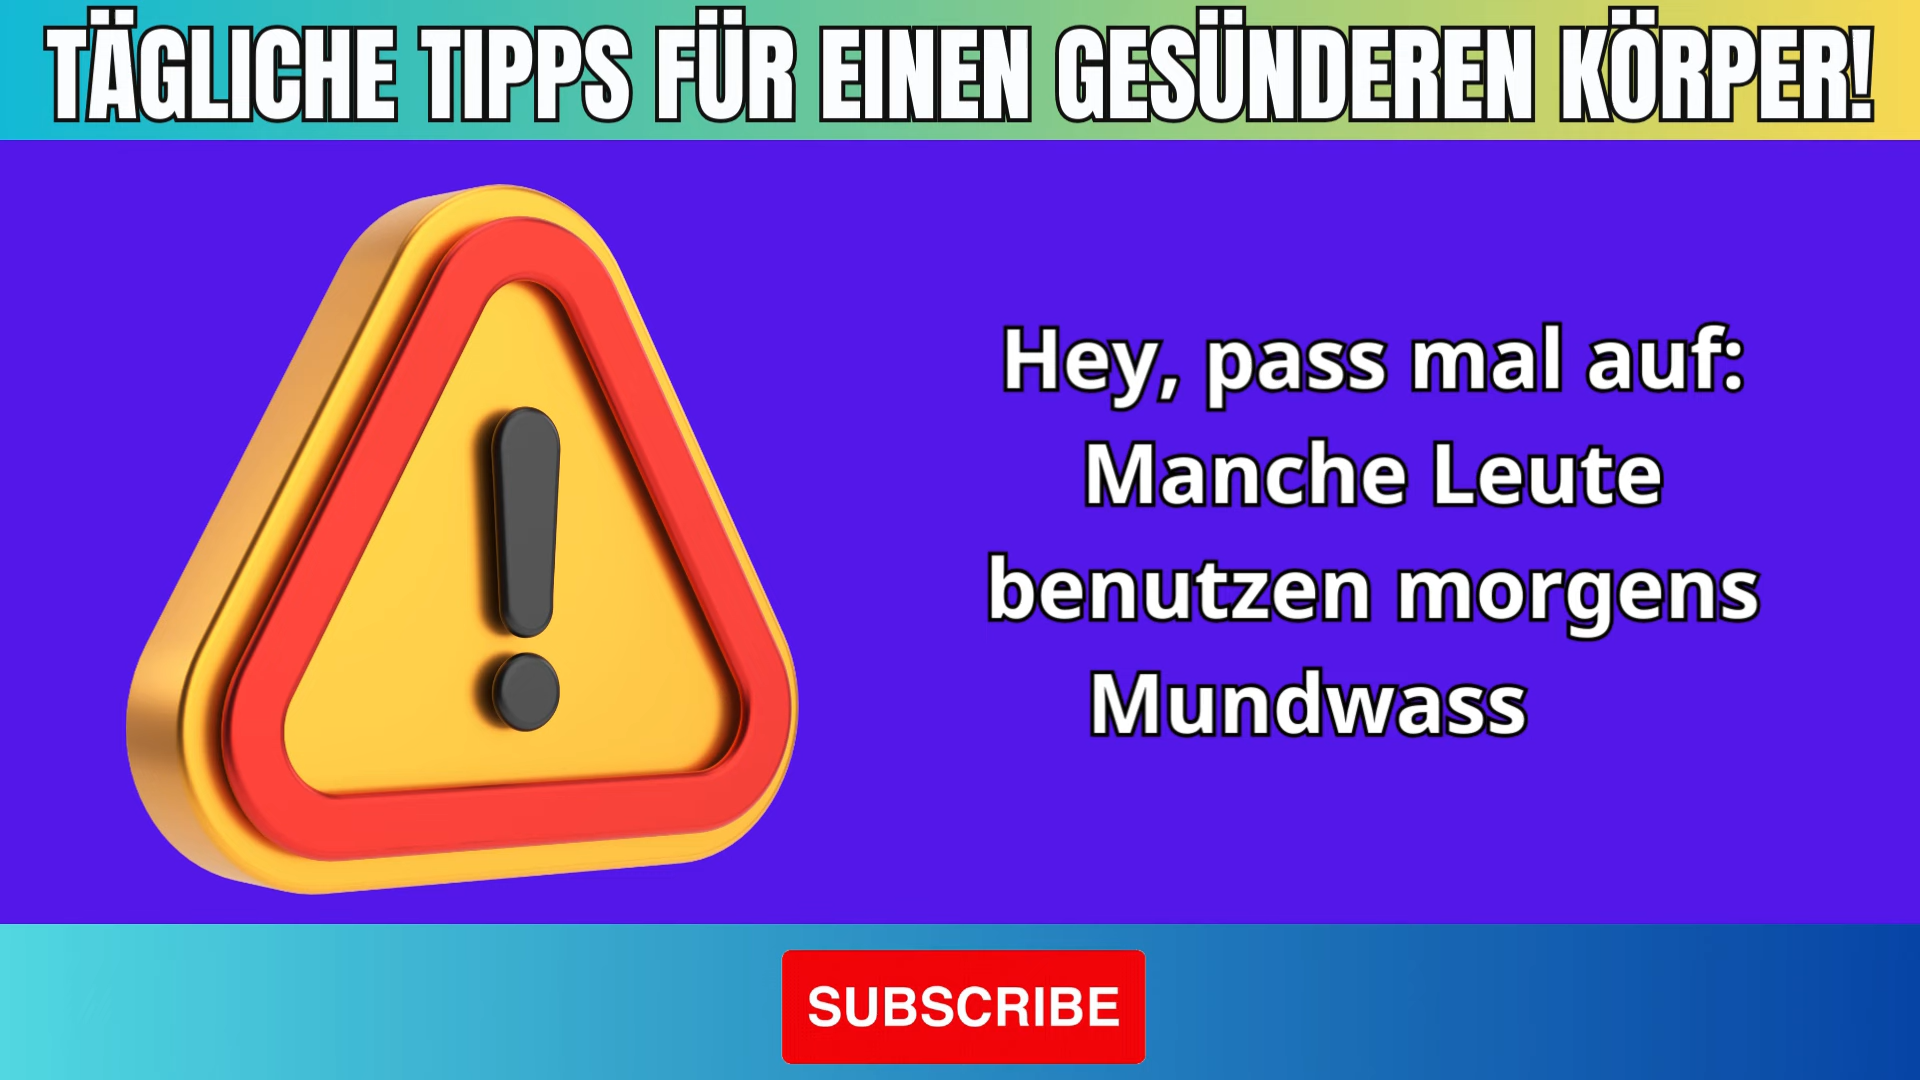 TÄGLICHE TIPPS FÜR EINEN GESÜNDEREN KÖRPER!
Hey, pass mal auf:
Manche Leute
benutzen morgens
Mundwass
SUBSCRIBE